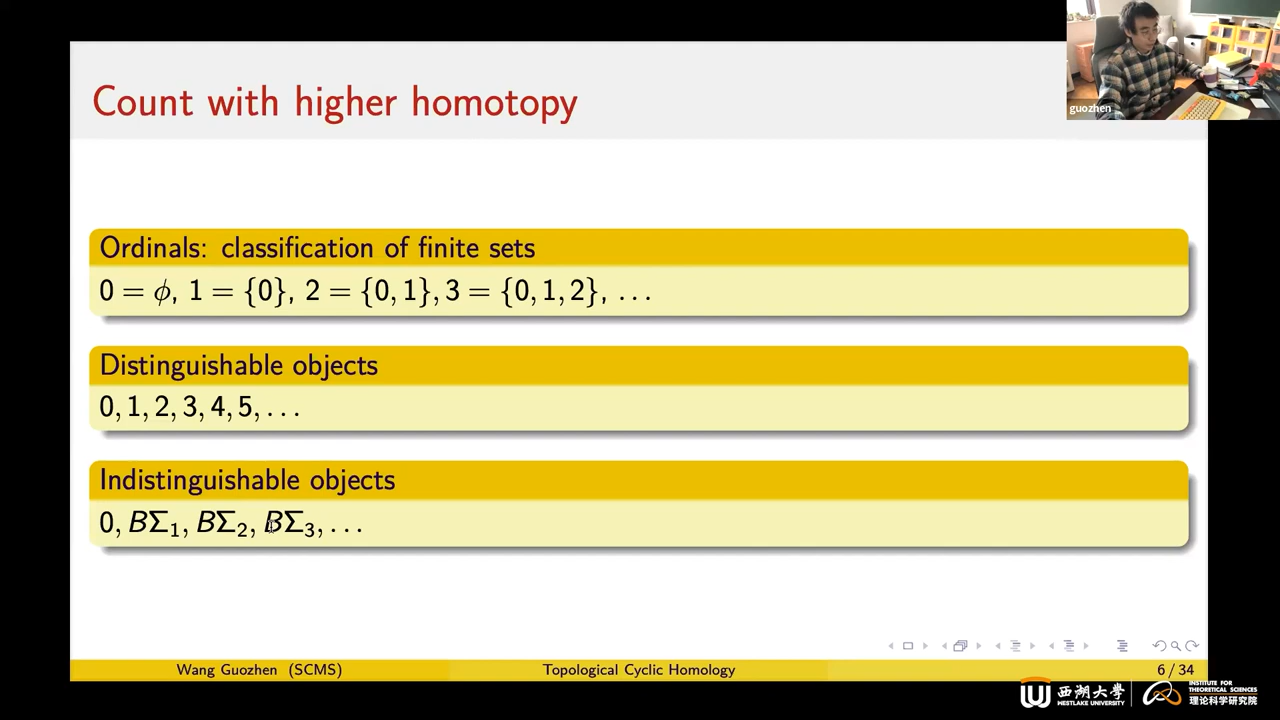 guozhen
Count with higher homotopy
Ordinals: classification of finite sets
0 = ϕ, 1 = {0}, 2 = {0, 1}, 3 = {0, 1, 2}, …
Distinguishable objects
0, 1, 2, 3, 4, 5, …
Indistinguishable objects
0, BΣ₁, BΣ₂, BΣ₃, …
Wang Guozhen (SCMS)
Topological Cyclic Homology
6 / 34
西湖大学
WESTLAKE UNIVERSITY
INSTITUTE FOR
THEORETICAL SCIENCES
理论科学研究院